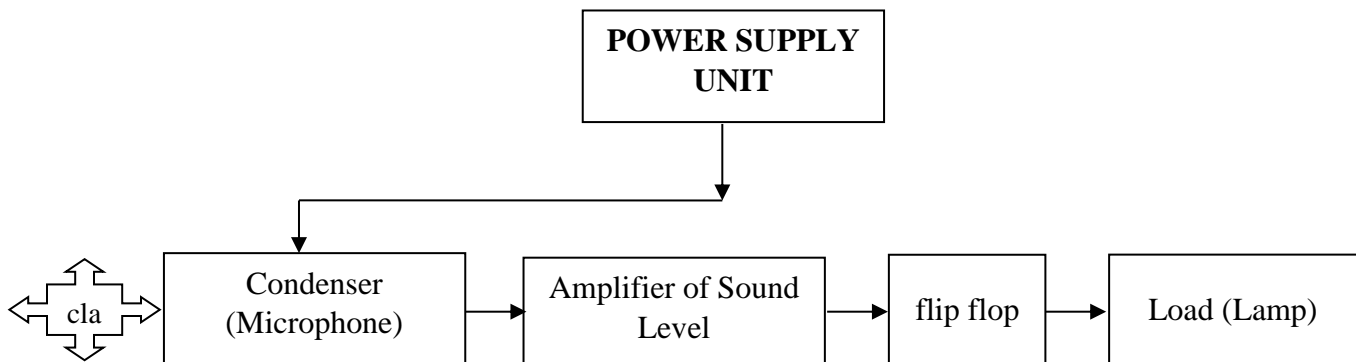 POWER SUPPLY
UNIT
cla
Condenser
(Microphone)
Amplifier of Sound
Level
flip flop
Load (Lamp)